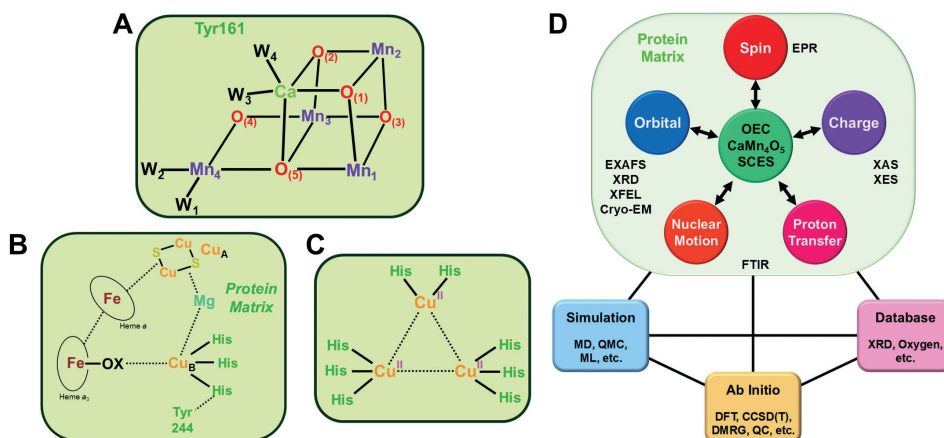 A
Tyr161
W4
O(2)
Mn2
W3
Ca
O(1)
O(4)
Mn3
O(3)
W2
Mn4
O(5)
Mn1
W1
B
Cu
S
CuA
S
Cu
Fe
Mg
Protein
Matrix
Heme a
Fe
OX
CuB
His
His
His
Heme a3
Tyr
244
C
His
His
CuII
His
His
His
CuII
CuII
His
His
His
D
Protein
Matrix
Spin
EPR
Orbital
OEC
CaMn4O5
SCES
Charge
EXAFS
XRD
XFEL
Cryo-EM
XAS
XES
Nuclear
Motion
Proton
Transfer
FTIR
Simulation
MD, QMC,
ML, etc.
Database
XRD, Oxygen,
etc.
Ab Initio
DFT, CCSD(T),
DMRG, QC, etc.